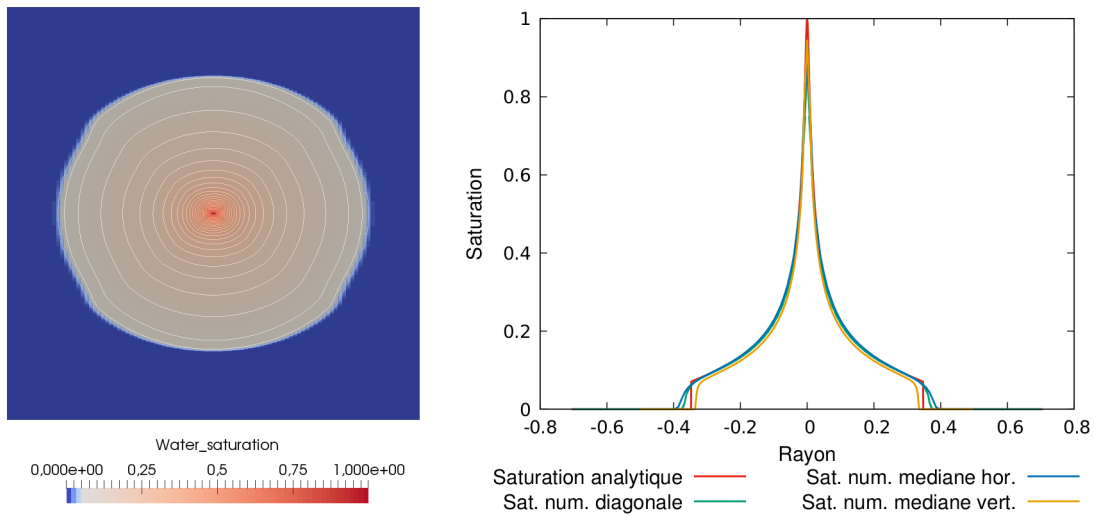 Water_saturation
0,000e+00 0,25 0,5 0,75 1,000e+00
Saturation
1
0.8
0.6
0.4
0.2
0
-0.8 -0.6 -0.4 -0.2 0 0.2 0.4 0.6 0.8
Rayon
Saturation analytique Sat. num. mediane hor.
Sat. num. diagonale Sat. num. mediane vert.